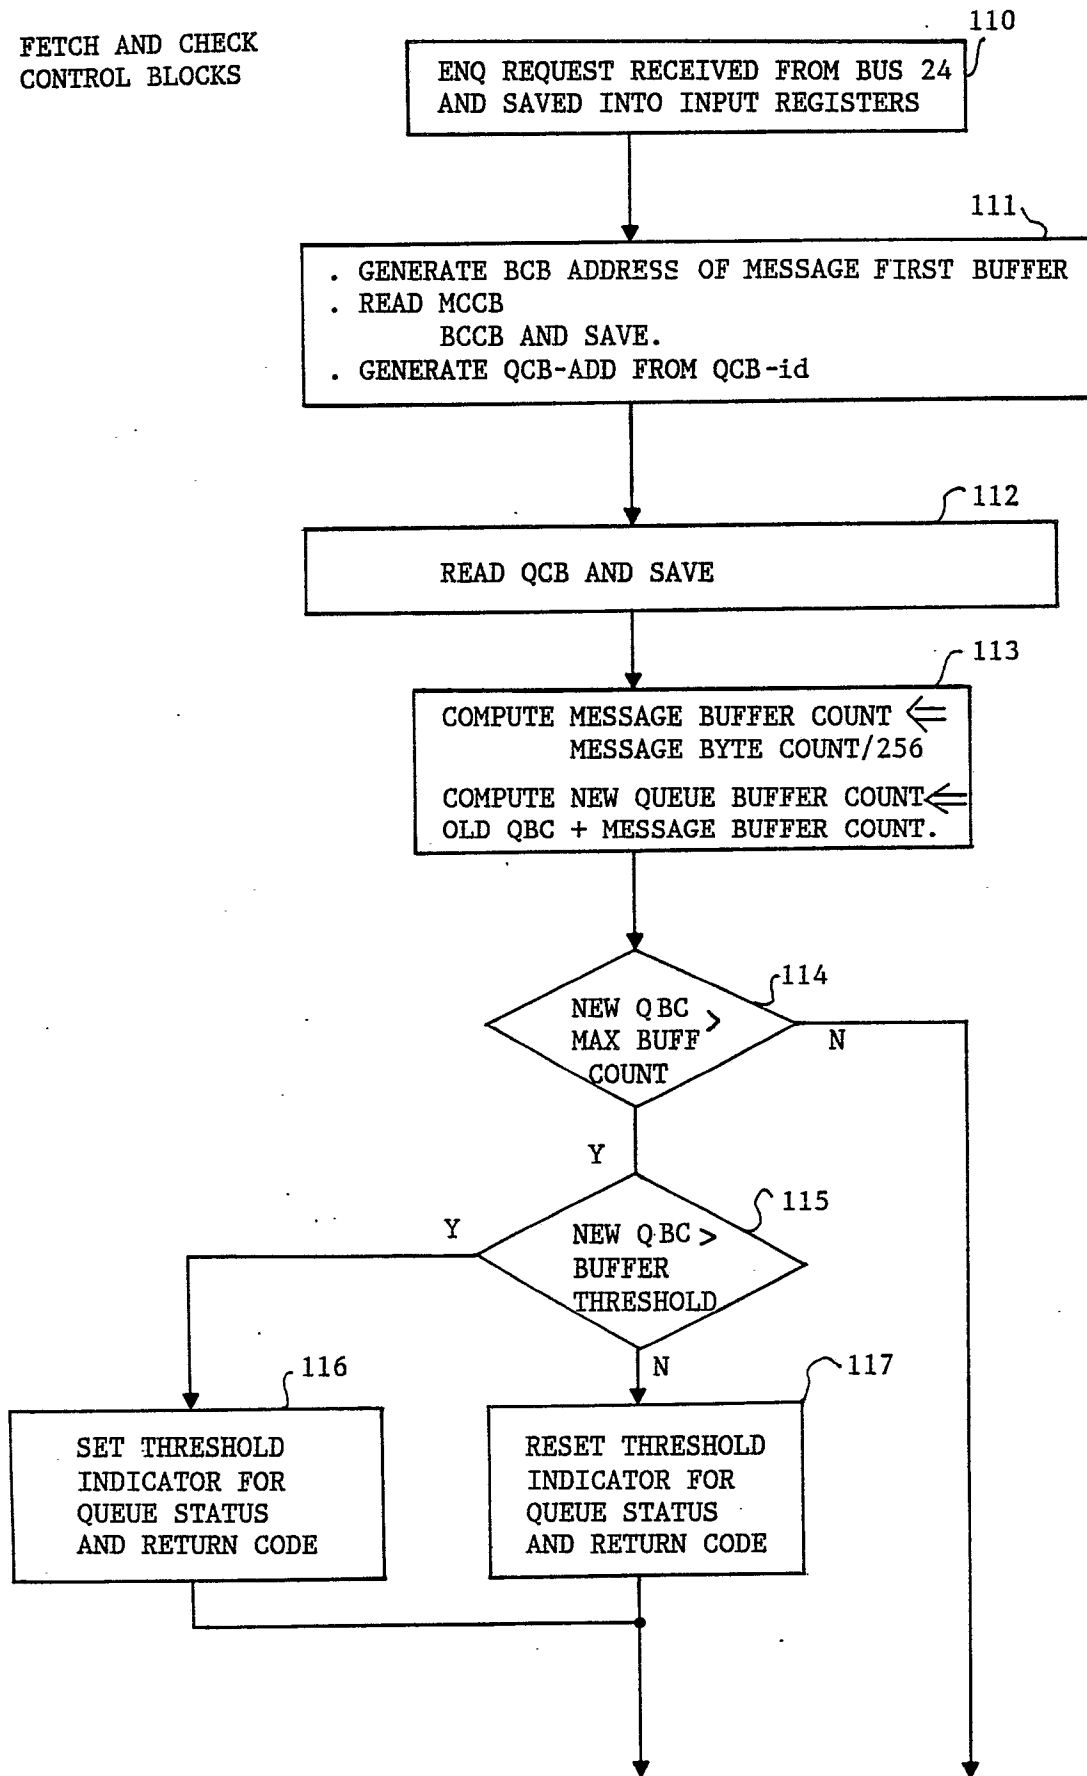 FETCH AND CHECK
CONTROL BLOCKS
110
ENQ REQUEST RECEIVED FROM BUS 24
AND SAVED INTO INPUT REGISTERS
111
. GENERATE BCB ADDRESS OF MESSAGE FIRST BUFFER
. READ MCCB
BCCB AND SAVE.
. GENERATE QCB-ADD FROM QCB-id
112
READ QCB AND SAVE
113
COMPUTE MESSAGE BUFFER COUNT ⇐
MESSAGE BYTE COUNT/256
COMPUTE NEW QUEUE BUFFER COUNT ⇐
OLD QBC + MESSAGE BUFFER COUNT.
114
NEW QBC >
MAX BUFF
COUNT
N
Y
115
Y
NEW QBC >
BUFFER
THRESHOLD
N
116
117
SET THRESHOLD
INDICATOR FOR
QUEUE STATUS
AND RETURN CODE
RESET THRESHOLD
INDICATOR FOR
QUEUE STATUS
AND RETURN CODE